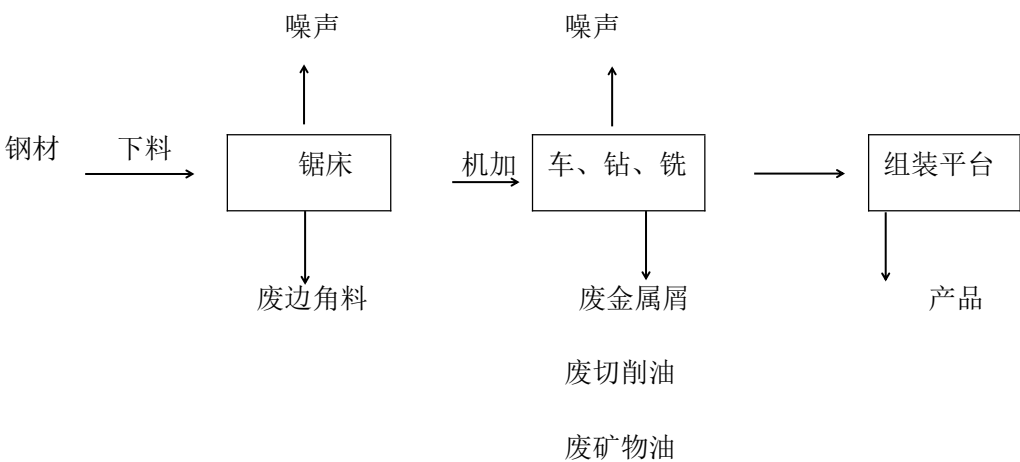 噪声 噪声
钢材 下料 锯床 机加 车、钻、铣 组装平台
废边角料 废金属屑 产品
废切削油
废矿物油